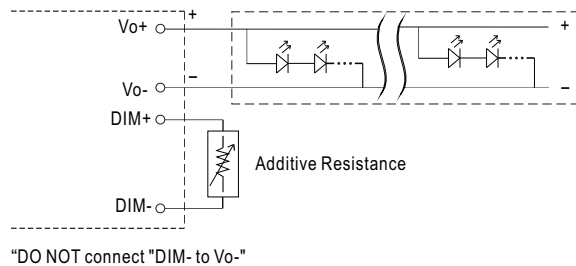 Vo+ + +
Vo- − −
DIM+
Additive Resistance
DIM-
“DO NOT connect "DIM- to Vo-"